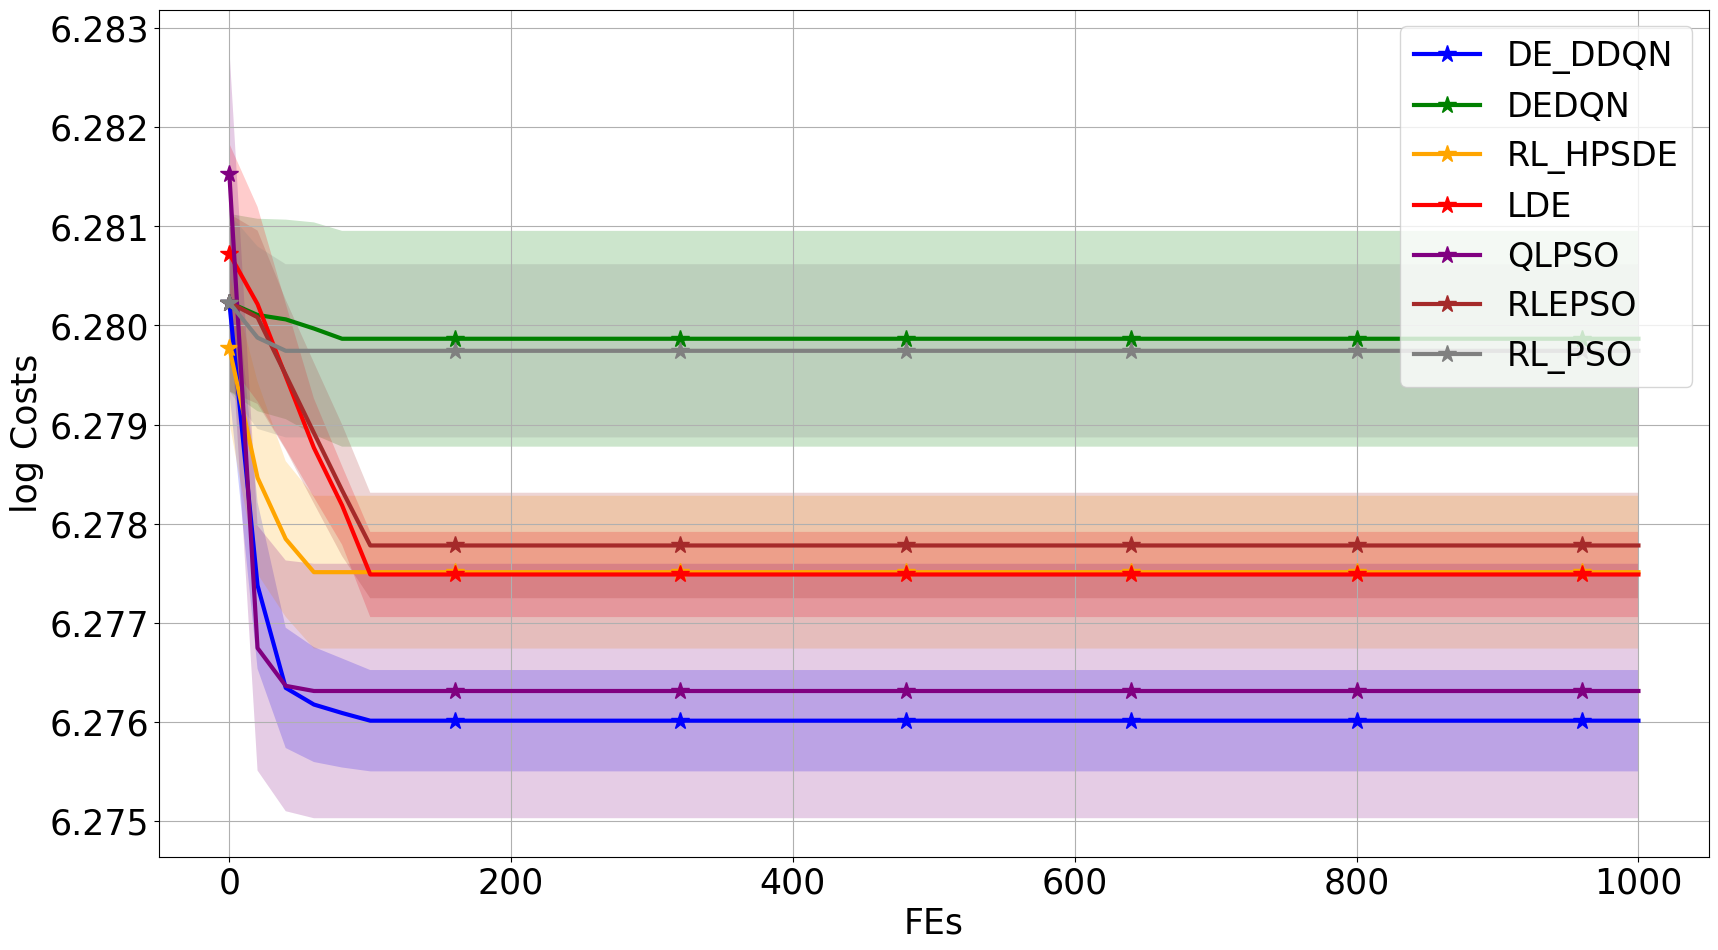 6.283
6.282
6.281
6.280
6.279
6.278
6.277
6.276
6.275
log Costs
0
200
400
600
800
1000
FEs
DE_DDQN
DEDQN
RL_HPSDE
LDE
QLPSO
RLEPSO
RL_PSO